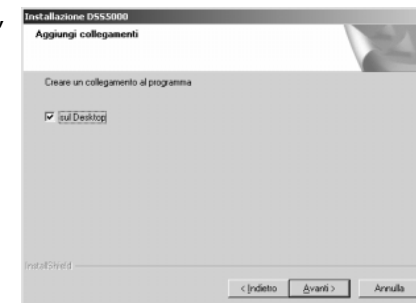 Installazione DSS5000
Aggiungi collegamenti
Creare un collegamento al programma
sul Desktop
InstallShield
< Indietro
Avanti >
Annulla